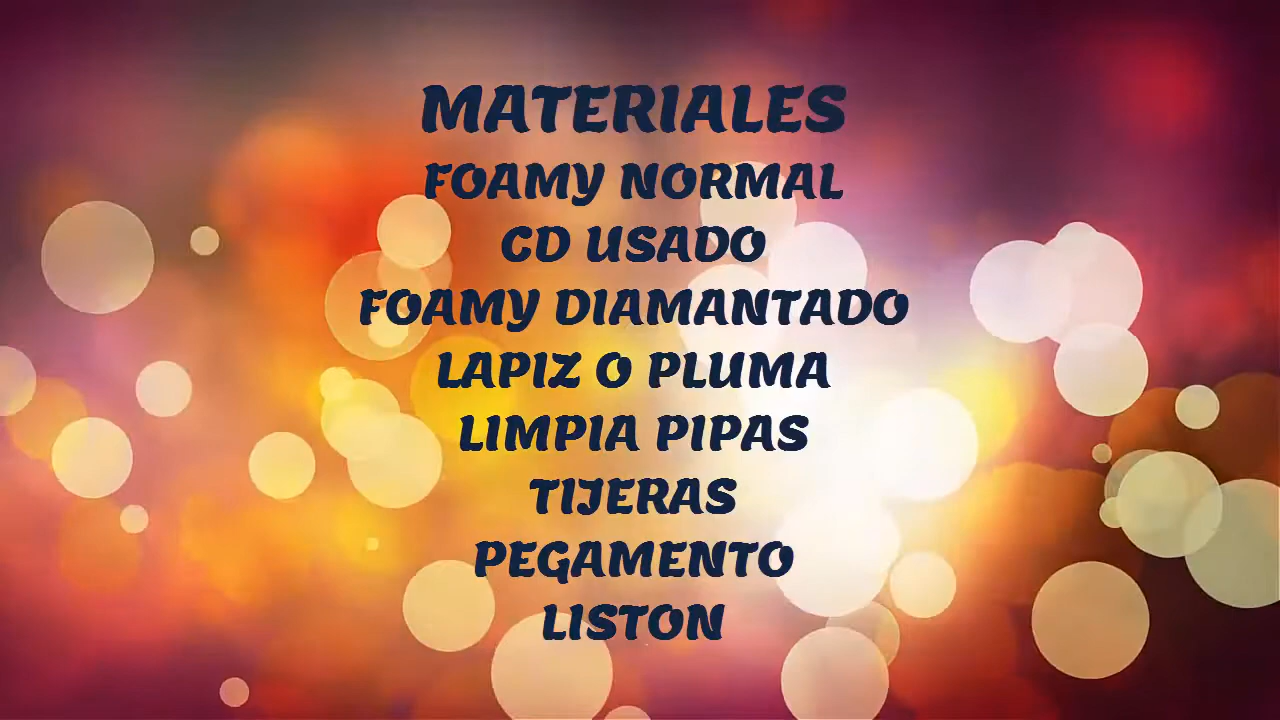 MATERIALES
FOAMY NORMAL
CD USADO
FOAMY DIAMANTADO
LAPIZ O PLUMA
LIMPIA PIPAS
TIJERAS
PEGAMENTO
LISTON